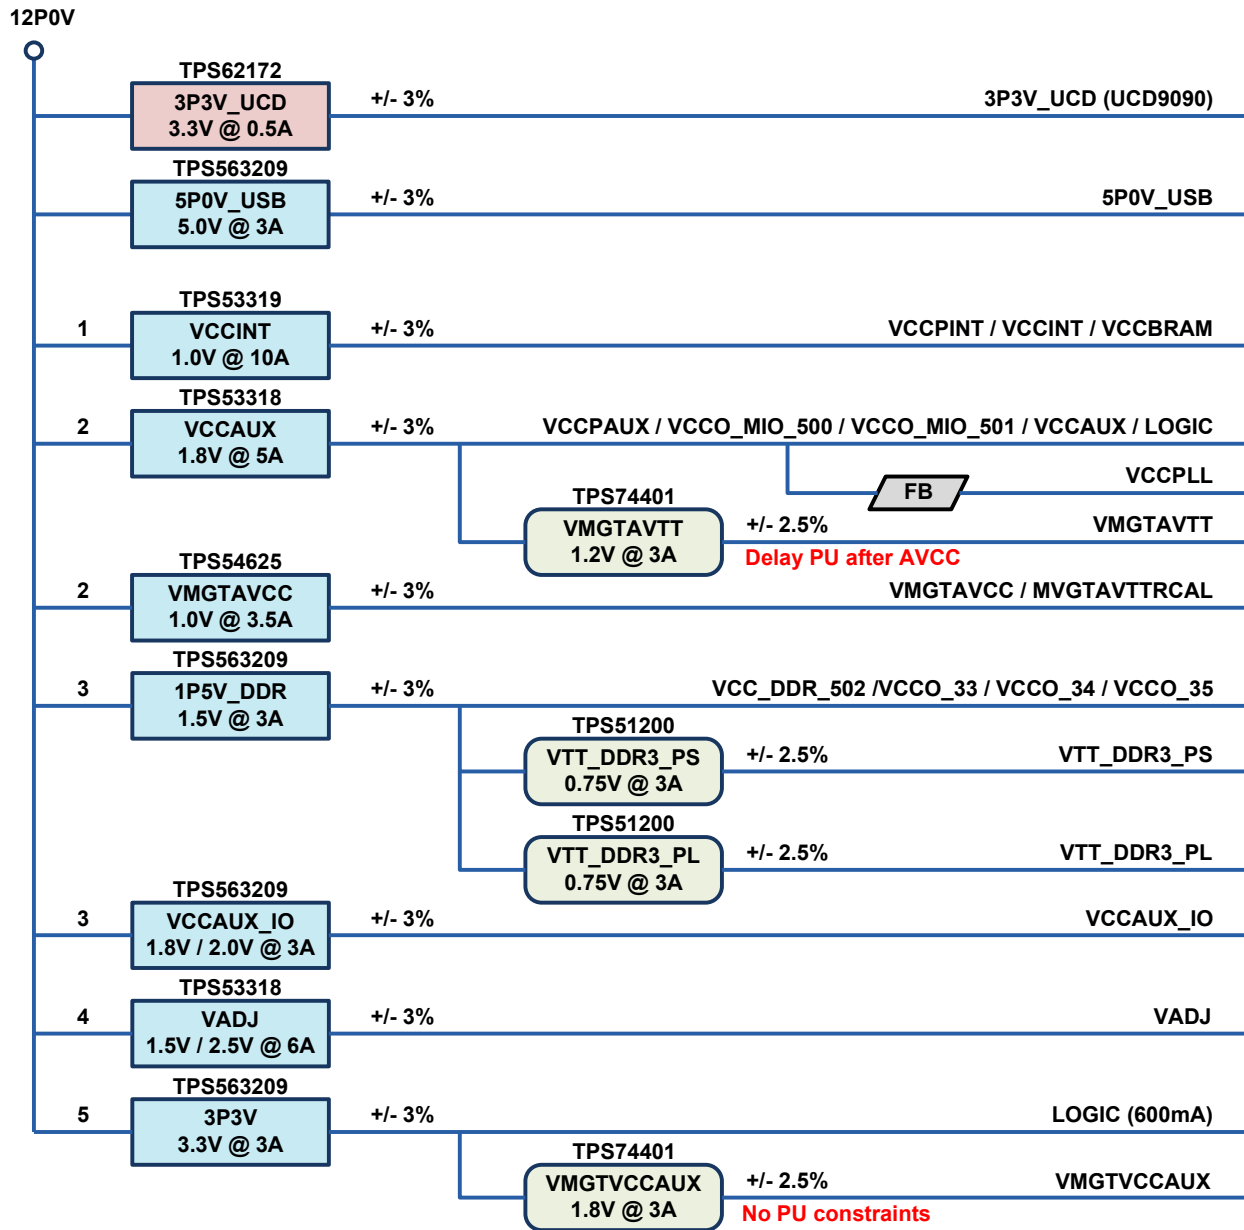 12P0V
TPS62172
3P3V_UCD
3.3V @ 0.5A
+/- 3%
3P3V_UCD (UCD9090)
TPS563209
5P0V_USB
5.0V @ 3A
+/- 3%
5P0V_USB
TPS53319
1
VCCINT
1.0V @ 10A
+/- 3%
VCCPINT / VCCINT / VCCBRAM
TPS53318
2
VCCAUX
1.8V @ 5A
+/- 3%
VCCPAUX / VCCO_MIO_500 / VCCO_MIO_501 / VCCAUX / LOGIC
FB
VCCPLL
TPS74401
VMGTAVTT
1.2V @ 3A
+/- 2.5%
VMGTAVTT
Delay PU after AVCC
TPS54625
2
VMGTAVCC
1.0V @ 3.5A
+/- 3%
VMGTAVCC / MVGTAVTTRCAL
TPS563209
3
1P5V_DDR
1.5V @ 3A
+/- 3%
VCC_DDR_502 /VCCO_33 / VCCO_34 / VCCO_35
TPS51200
VTT_DDR3_PS
0.75V @ 3A
+/- 2.5%
VTT_DDR3_PS
TPS51200
VTT_DDR3_PL
0.75V @ 3A
+/- 2.5%
VTT_DDR3_PL
TPS563209
3
VCCAUX_IO
1.8V / 2.0V @ 3A
+/- 3%
VCCAUX_IO
TPS53318
4
VADJ
1.5V / 2.5V @ 6A
+/- 3%
VADJ
TPS563209
5
3P3V
3.3V @ 3A
+/- 3%
LOGIC (600mA)
TPS74401
VMGTVCCAUX
1.8V @ 3A
+/- 2.5%
VMGTVCCAUX
No PU constraints